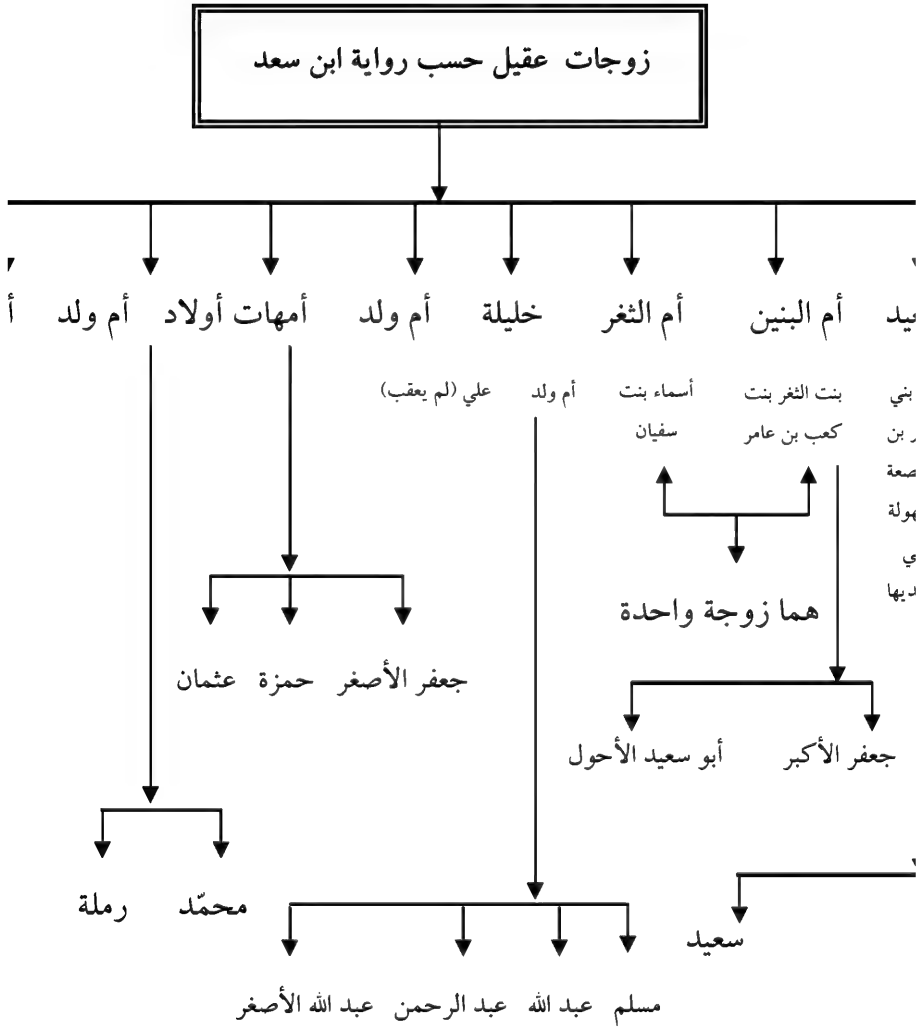 زوجات عقيل حسب رواية ابن سعد
أم البنين أم الثغر خليلة أم ولد أمهات أولاد أم ولد
بني بنت الثغر بنت أسماء بنت أم ولد علي (لم يعقب)
بن كعب بن عامر سفيان
هما زوجة واحدة
جعفر الأصغر حمزة عثمان
جعفر الأكبر أبو سعيد الأحول
محمّد رملة
سعيد
مسلم عبد الله عبد الرحمن عبد الله الأصغر